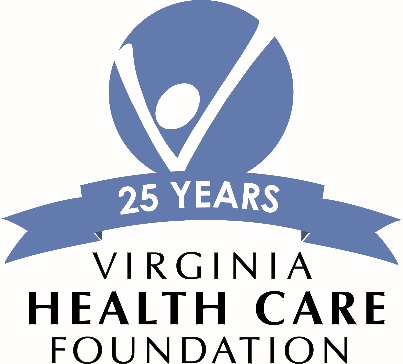 25 YEARS
VIRGINIA
HEALTH CARE
FOUNDATION